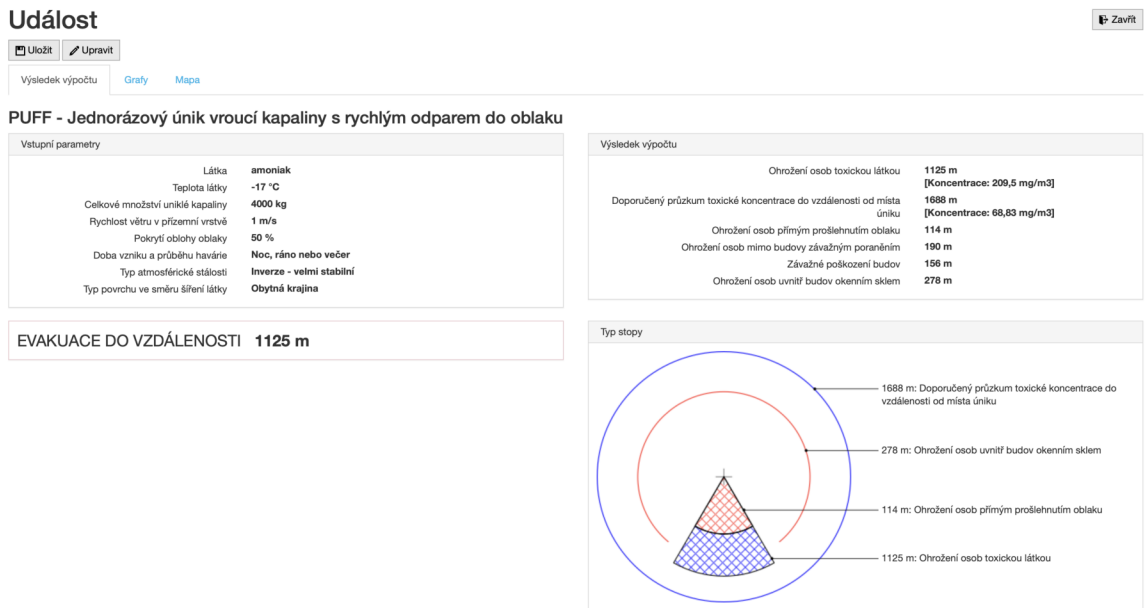 Událost
Zavřít
Uložit
Upravit
Výsledek výpočtu
Grafy
Mapa
PUFF - Jednorázový únik vroucí kapaliny s rychlým odparem do oblaku
Vstupní parametry
Látka amoniak
Teplota látky -17 °C
Celkové množství uniklé kapaliny 4000 kg
Rychlost větru v přízemní vrstvě 1 m/s
Pokrytí oblohy oblaky 50 %
Doba vzniku a průběhu havárie Noc, ráno nebo večer
Typ atmosférické stálosti Inverze - velmi stabilní
Typ povrchu ve směru šíření látky Obytná krajina
EVAKUACE DO VZDÁLENOSTI 1125 m
Výsledek výpočtu
Ohrožení osob toxickou látkou 1125 m
[Koncentrace: 209,5 mg/m3]
Doporučený průzkum toxické koncentrace do vzdálenosti od místa 1688 m
úniku [Koncentrace: 68,83 mg/m3]
Ohrožení osob přímým prošlehnutím oblaku 114 m
Ohrožení osob mimo budovy závažným poraněním 190 m
Závažné poškození budov 156 m
Ohrožení osob uvnitř budov okenním sklem 278 m
Typ stopy
1688 m: Doporučený průzkum toxické koncentrace do
vzdálenosti od místa úniku
278 m: Ohrožení osob uvnitř budov okenním sklem
114 m: Ohrožení osob přímým prošlehnutím oblaku
1125 m: Ohrožení osob toxickou látkou